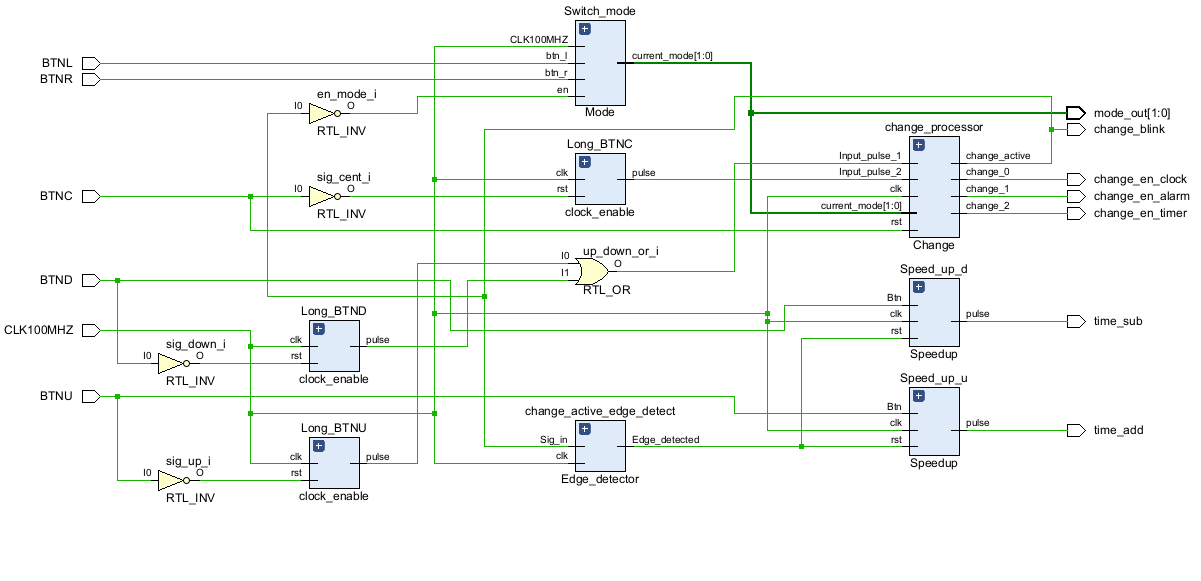 Switch_mode
CLK100MHZ
btn_l
btn_r
en
current_mode[1:0]
Mode
BTNL
BTNR
en_mode_i
I0
O
RTL_INV
mode_out[1:0]
change_blink
change_processor
Input_pulse_1
Input_pulse_2
clk
current_mode[1:0]
rst
change_active
change_0
change_1
change_2
Change
change_en_clock
change_en_alarm
change_en_timer
Long_BTNC
clk
rst
pulse
clock_enable
BTNC
sig_cent_i
I0
O
RTL_INV
up_down_or_i
I0
I1
O
RTL_OR
BTND
Speed_up_d
Btn
clk
rst
pulse
Speedup
time_sub
CLK100MHZ
Long_BTND
clk
rst
pulse
clock_enable
sig_down_i
I0
O
RTL_INV
BTNU
Speed_up_u
Btn
clk
rst
pulse
Speedup
time_add
change_active_edge_detect
Sig_in
clk
Edge_detected
Edge_detector
Long_BTNU
clk
rst
pulse
clock_enable
sig_up_i
I0
O
RTL_INV